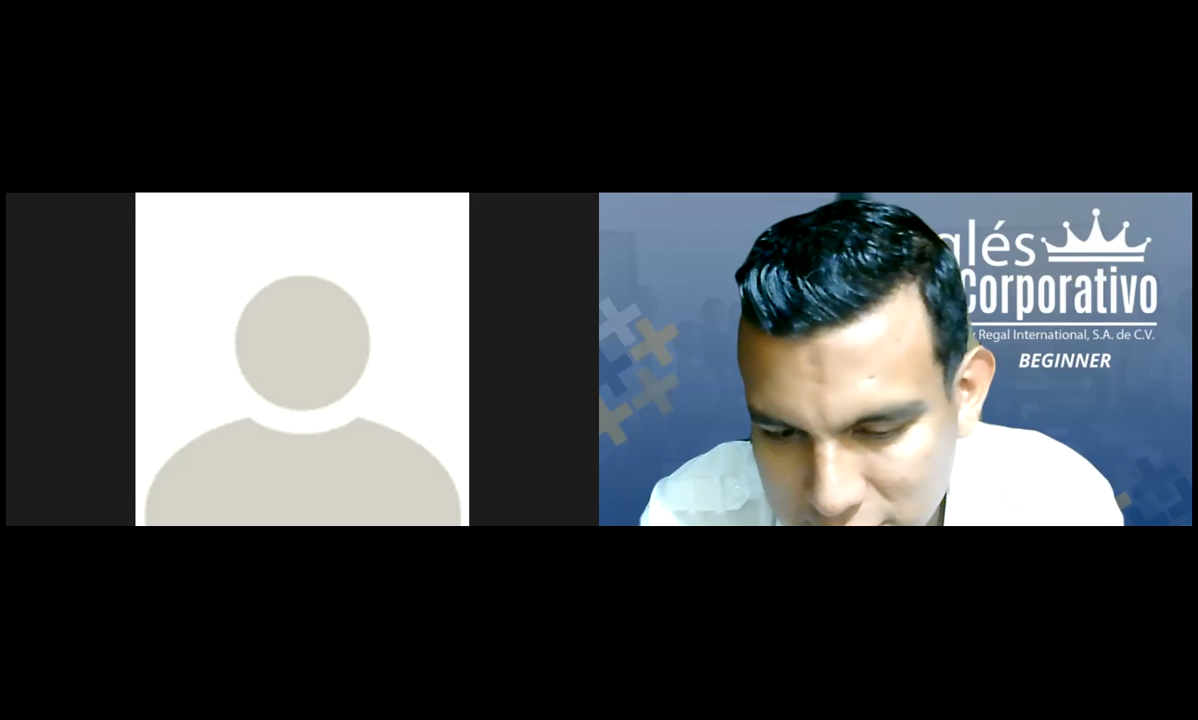 glés
Corporativo
y Regal International, S.A. de C.V.
BEGINNER